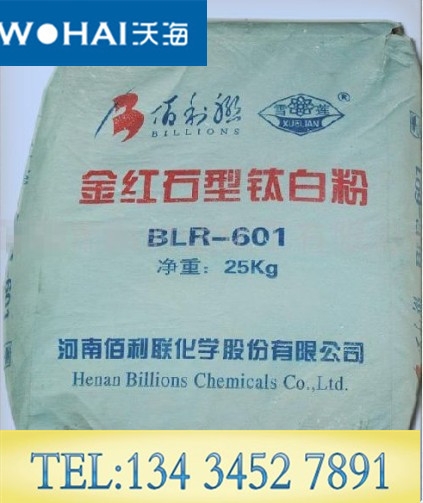 WOHAI沃海
佰利联 雪莲 ®
BILLIONS XUELIAN
金红石型钛白粉
BLR-601
净重：25Kg
河南佰利联化学股份有限公司
Henan Billions Chemicals Co.,Ltd.
601
TEL:134 3452 7891